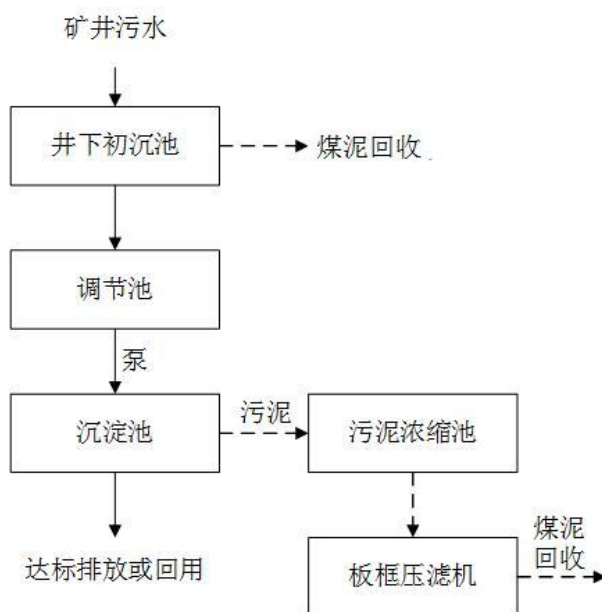 矿井污水
井下初沉池
煤泥回收
调节池
泵
沉淀池
污泥
污泥浓缩池
达标排放或回用
板框压滤机
煤泥
回收